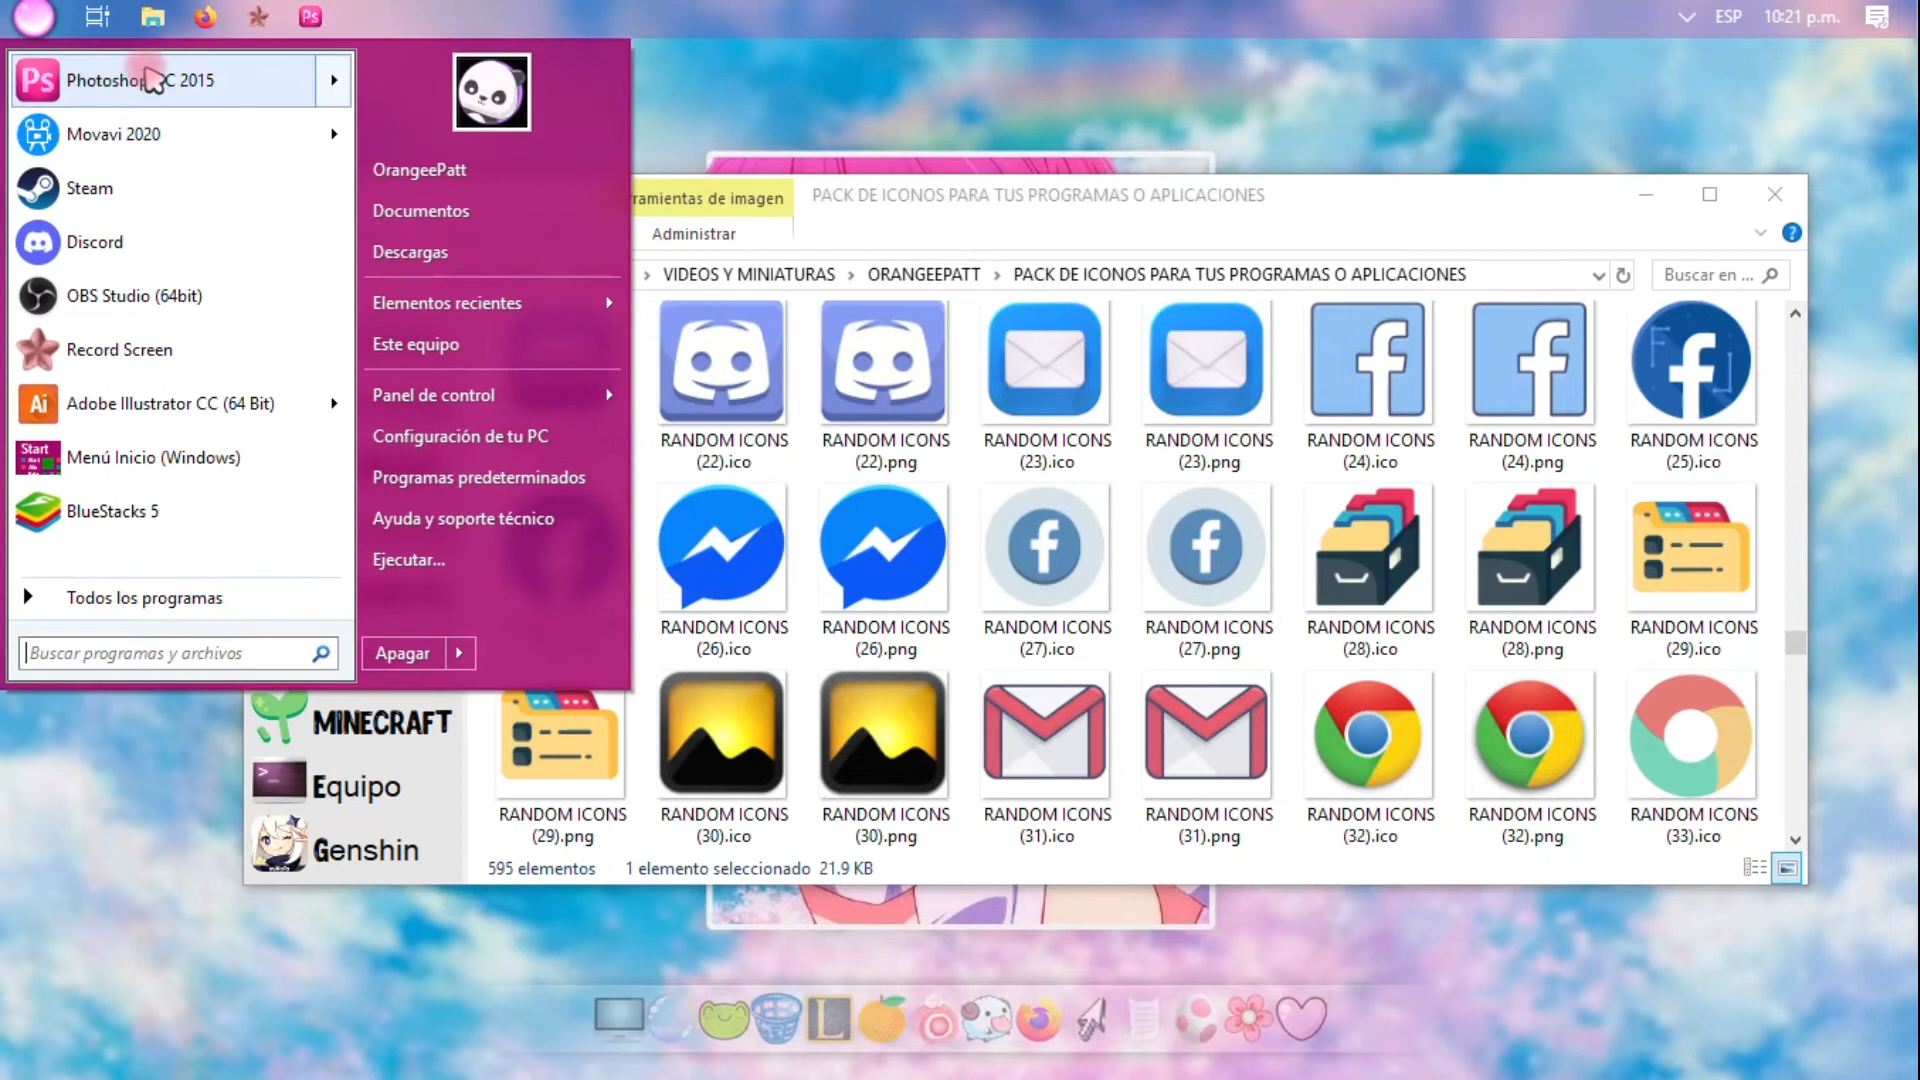 Ps
ESP
10:21 p.m.
Ps
Movavi 2020
Steam
Discord
OBS Studio (64bit)
Record Screen
Ai
Adobe Illustrator CC (64 Bit)
Start
Menú Inicio (Windows)
BlueStacks 5
Todos los programas
Buscar programas y archivos
OrangeePatt
Documentos
Descargas
Elementos recientes
Este equipo
Panel de control
Configuración de tu PC
Programas predeterminados
Ayuda y soporte técnico
Ejecutar...
Apagar
de imagen
PACK DE ICONOS PARA TUS PROGRAMAS O APLICACIONES
Administrar
VIDEOS Y MINIATURAS > ORANGEEPATT > PACK DE ICONOS PARA TUS PROGRAMAS O APLICACIONES
Buscar en ...
RANDOM ICONS (22).ico
RANDOM ICONS (22).png
RANDOM ICONS (23).ico
RANDOM ICONS (23).png
RANDOM ICONS (24).ico
RANDOM ICONS (24).png
RANDOM ICONS (25).ico
RANDOM ICONS (26).ico
RANDOM ICONS (26).png
RANDOM ICONS (27).ico
RANDOM ICONS (27).png
RANDOM ICONS (28).ico
RANDOM ICONS (28).png
RANDOM ICONS (29).ico
MINECRAFT
Equipo
Genshin
RANDOM ICONS (29).png
RANDOM ICONS (30).ico
RANDOM ICONS (30).png
RANDOM ICONS (31).ico
RANDOM ICONS (31).png
RANDOM ICONS (32).ico
RANDOM ICONS (32).png
RANDOM ICONS (33).ico
595 elementos
1 elemento seleccionado 21.9 KB
L